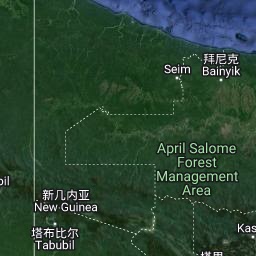 拜尼克
Bainyik
Seim
April Salome
Forest
Management
Area
新几内亚
New Guinea
塔布比尔
Tabubil
Kas